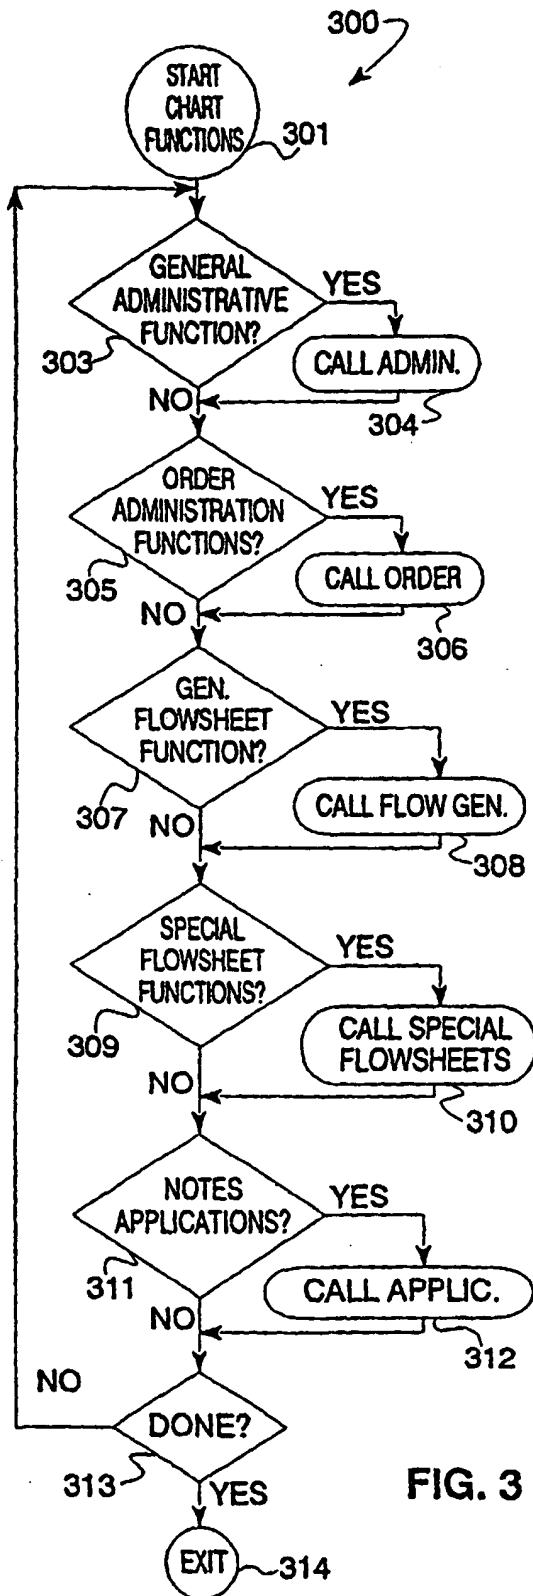 300
START
CHART
FUNCTIONS
301
GENERAL
ADMINISTRATIVE
FUNCTION?
YES
303
CALL ADMIN.
NO
304
ORDER
ADMINISTRATION
FUNCTIONS?
YES
305
CALL ORDER
NO
306
GEN.
FLOWSHEET
FUNCTION?
YES
307
CALL FLOW GEN.
NO
308
SPECIAL
FLOWSHEET
FUNCTIONS?
YES
309
CALL SPECIAL
FLOWSHEETS
NO
310
NOTES
APPLICATIONS?
YES
311
CALL APPLIC.
NO
312
NO
DONE?
313
YES
FIG. 3
EXIT
314